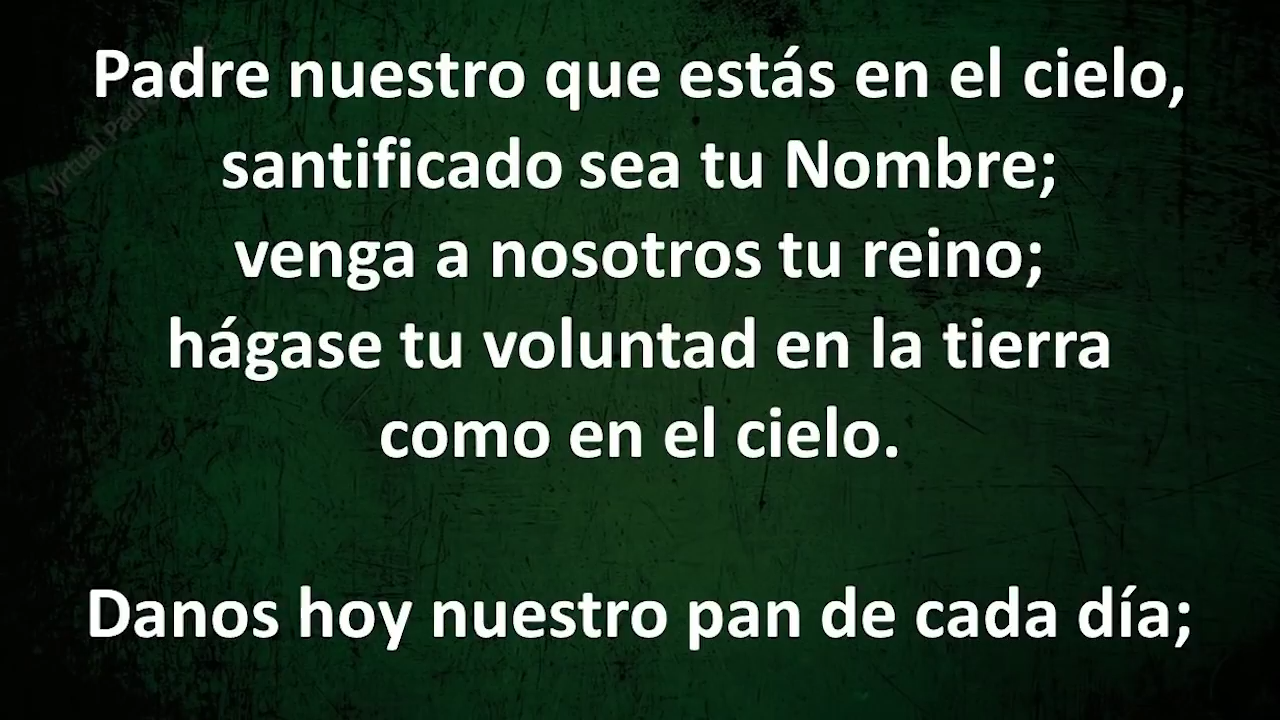 Padre nuestro que estás en el cielo,
santificado sea tu Nombre;
venga a nosotros tu reino;
hágase tu voluntad en la tierra
como en el cielo.
Danos hoy nuestro pan de cada día;
Virtual